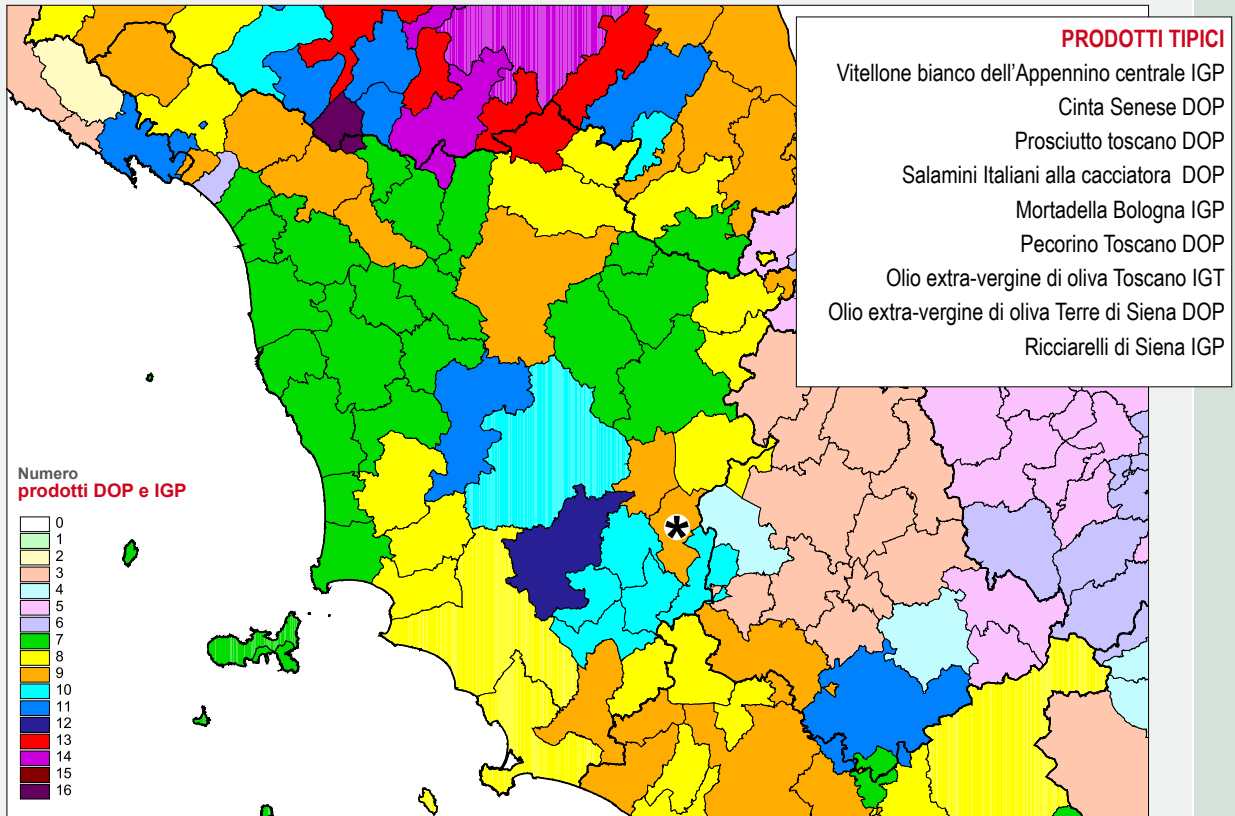 PRODOTTI TIPICI
Vitellone bianco dell'Appennino centrale IGP
Cinta Senese DOP
Prosciutto toscano DOP
Salamini Italiani alla cacciatora DOP
Mortadella Bologna IGP
Pecorino Toscano DOP
Olio extra-vergine di oliva Toscano IGT
Olio extra-vergine di oliva Terre di Siena DOP
Ricciarelli di Siena IGP
Numero
prodotti DOP e IGP
0
1
2
3
4
5
6
7
8
9
10
11
12
13
14
15
16
*